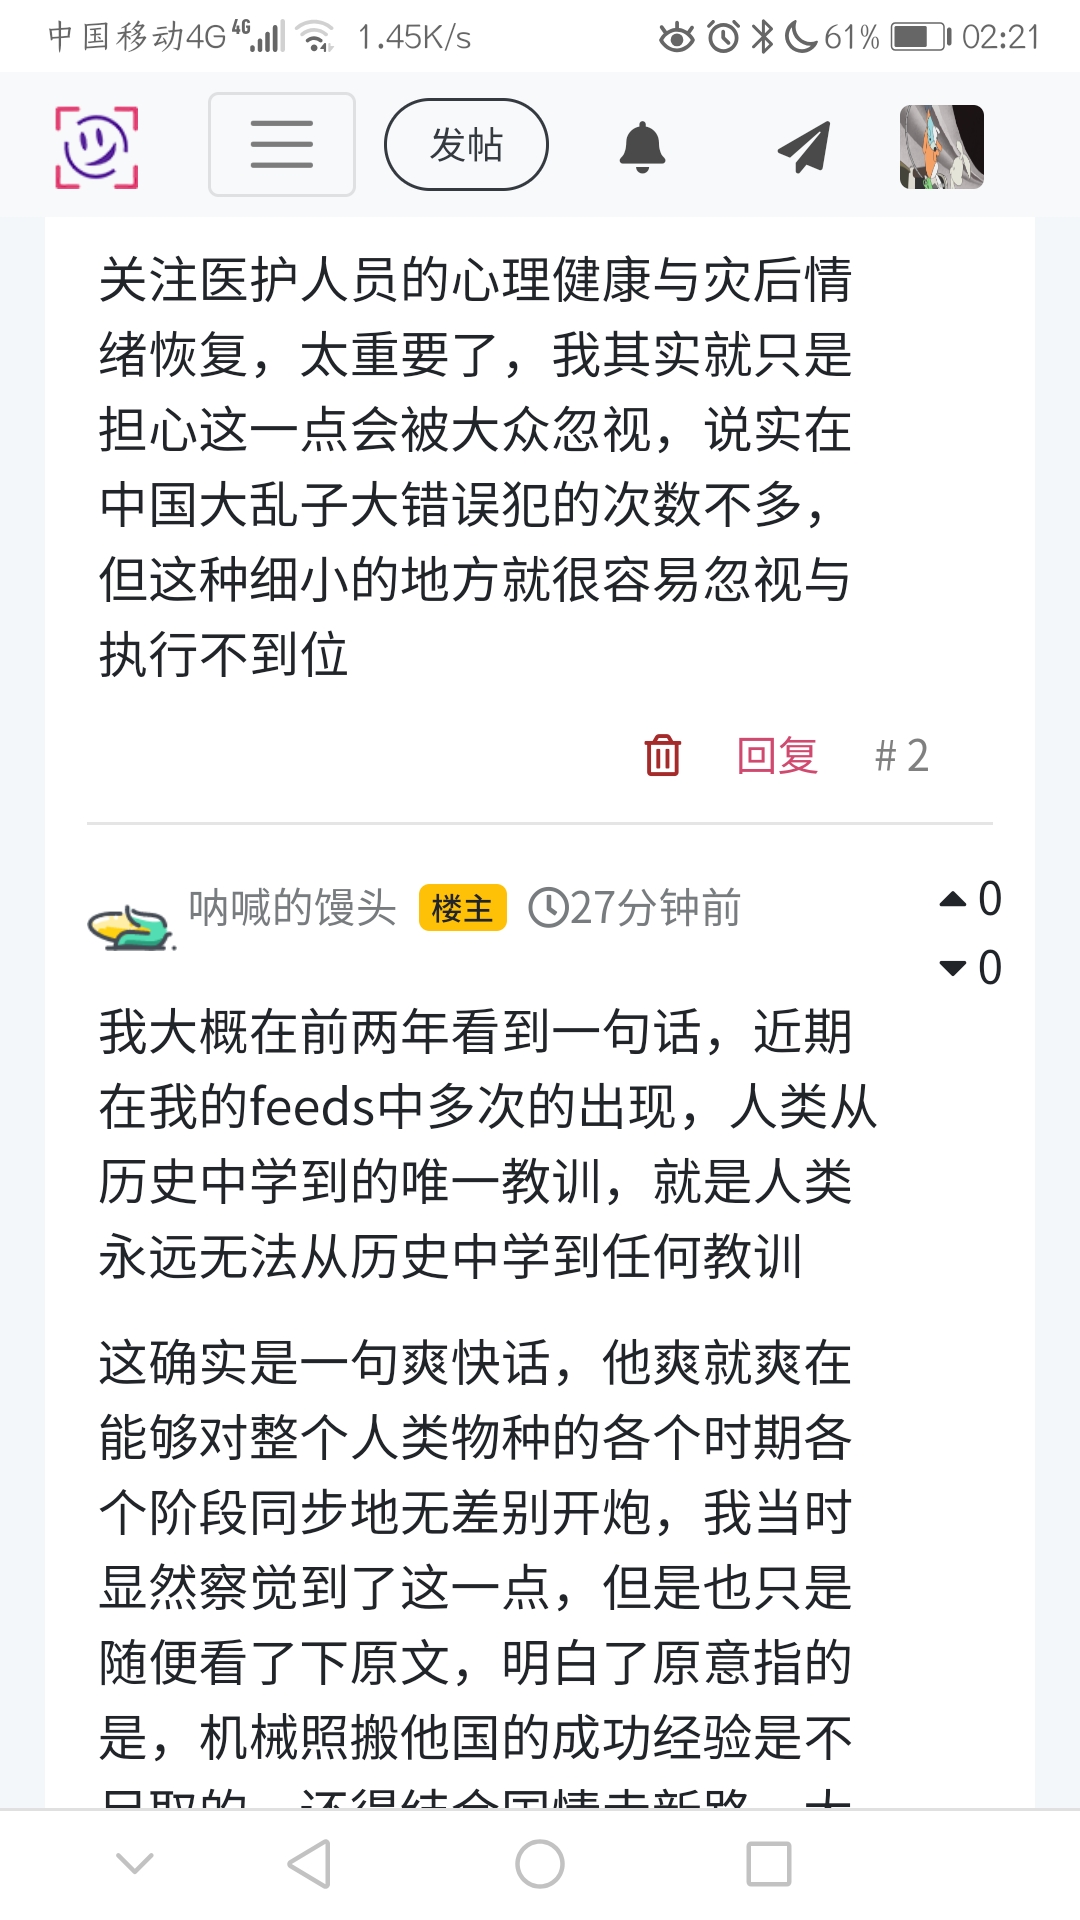 中国移动4G 4G 1.45K/s 61% 02:21
发帖
关注医护人员的心理健康与灾后情
绪恢复，太重要了，我其实就只是
担心这一点会被大众忽视，说实在
中国大乱子大错误犯的次数不多，
但这种细小的地方就很容易忽视与
执行不到位
回复 # 2
呐喊的馒头 楼主 27分钟前 0
0
我大概在前两年看到一句话，近期
在我的feeds中多次的出现，人类从
历史中学到的唯一教训，就是人类
永远无法从历史中学到任何教训
这确实是一句爽快话，他爽就爽在
能够对整个人类物种的各个时期各
个阶段同步地无差别开炮，我当时
显然察觉到了这一点，但是也只是
随便看了下原文，明白了原意指的
是，机械照搬他国的成功经验是不